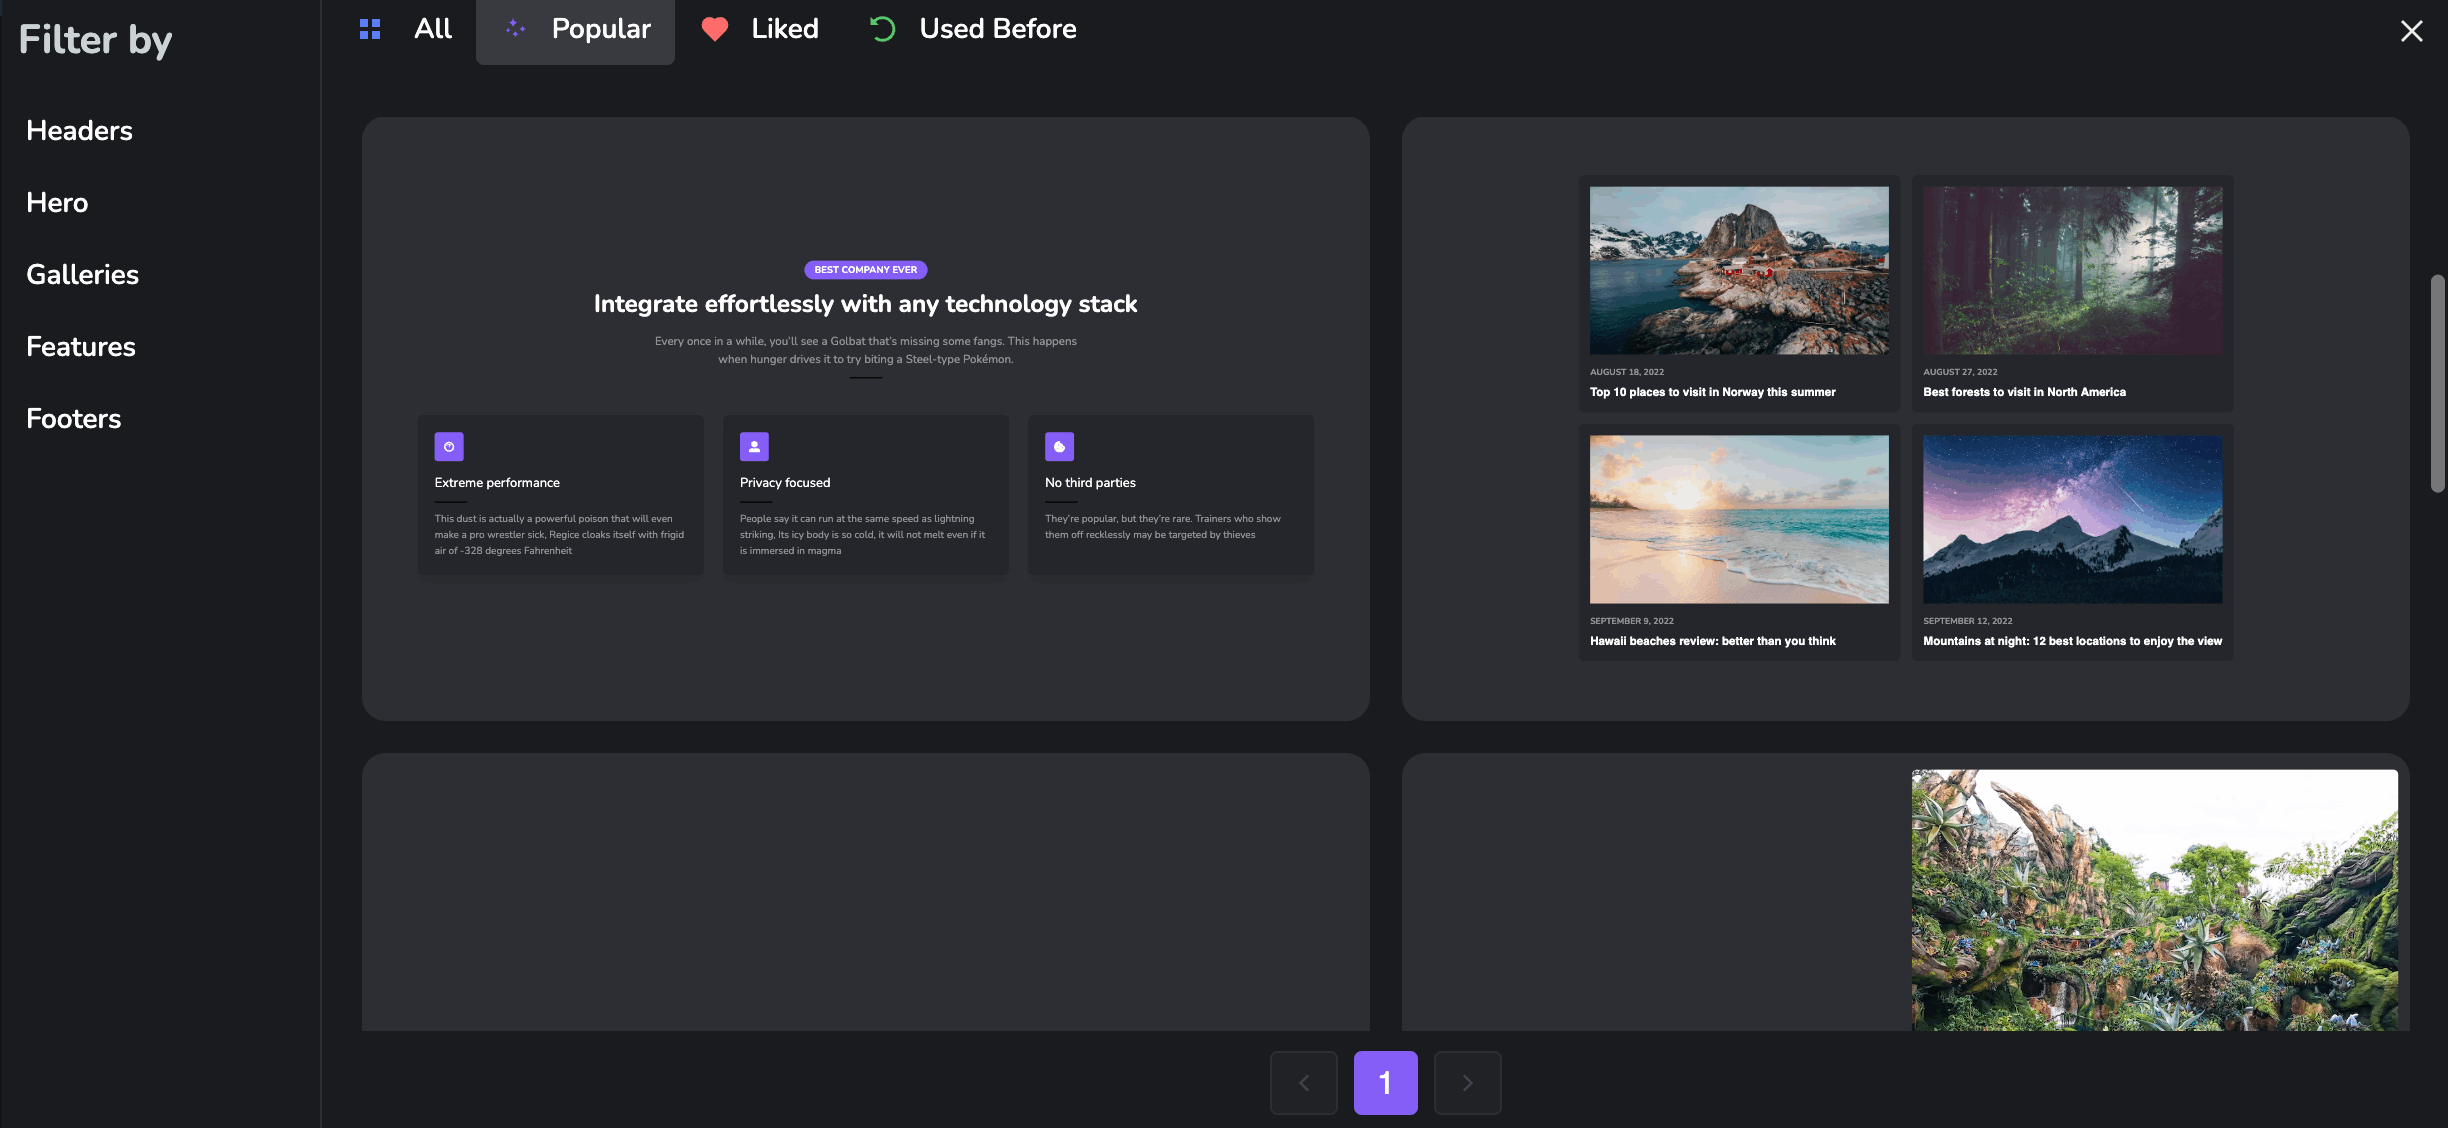 Filter by
Headers
Hero
Galleries
Features
Footers
All
Popular
Liked
Used Before
BEST COMPANY EVER
Integrate effortlessly with any technology stack
Every once in a while, you'll see a Golbat that's missing some fangs. This happens
when hunger drives it to try biting a Steel-type Pokémon.
Extreme performance
This dust is actually a powerful poison that will even
make a pro wrestler sick, Regice cloaks itself with frigid
air of -328 degrees Fahrenheit
Privacy focused
People say it can run at the same speed as lightning
striking, Its icy body is so cold, it will not melt even if it
is immersed in magma
No third parties
They're popular, but they're rare. Trainers who show
them off recklessly may be targeted by thieves
AUGUST 18, 2022
Top 10 places to visit in Norway this summer
AUGUST 27, 2022
Best forests to visit in North America
SEPTEMBER 9, 2022
Hawaii beaches review: better than you think
SEPTEMBER 12, 2022
Mountains at night: 12 best locations to enjoy the view
1